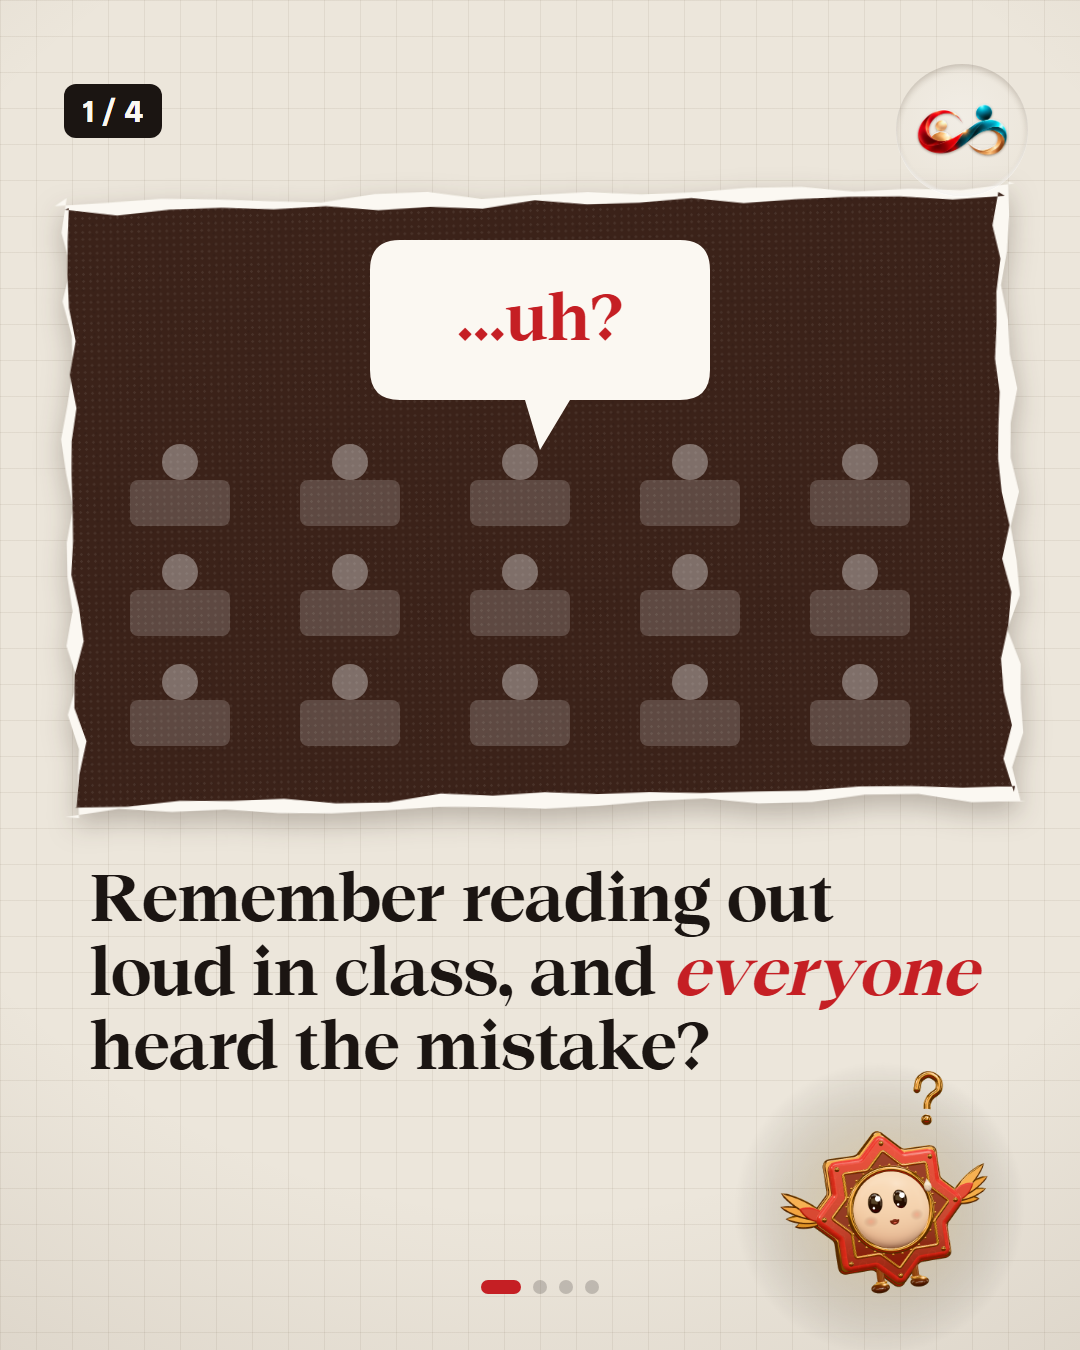 1 / 4
...uh?
Remember reading out
loud in class, and everyone
heard the mistake?
?